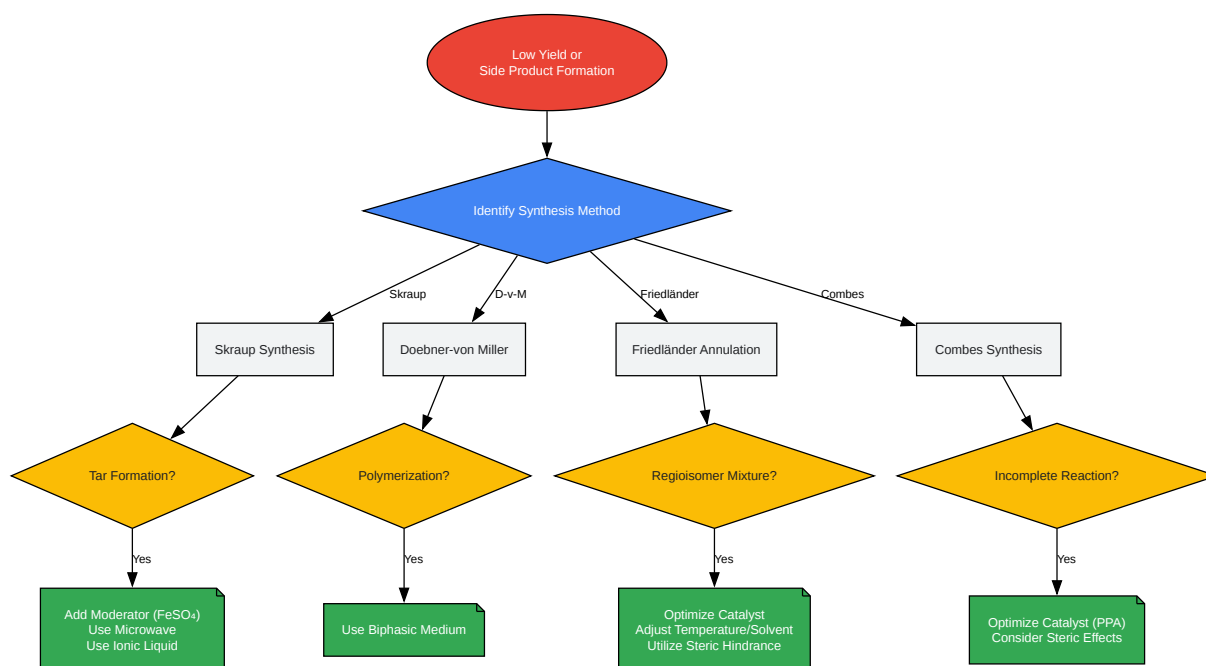 Low Yield or
Side Product Formation
Identify Synthesis Method
Skraup
D-v-M
Friedländer
Combes
Skraup Synthesis
Doebner-von Miller
Friedländer Annulation
Combes Synthesis
Tar Formation?
Polymerization?
Regioisomer Mixture?
Incomplete Reaction?
Yes
Yes
Yes
Yes
Add Moderator (FeSO₄)
Use Microwave
Use Ionic Liquid
Use Biphasic Medium
Optimize Catalyst
Adjust Temperature/Solvent
Utilize Steric Hindrance
Optimize Catalyst (PPA)
Consider Steric Effects